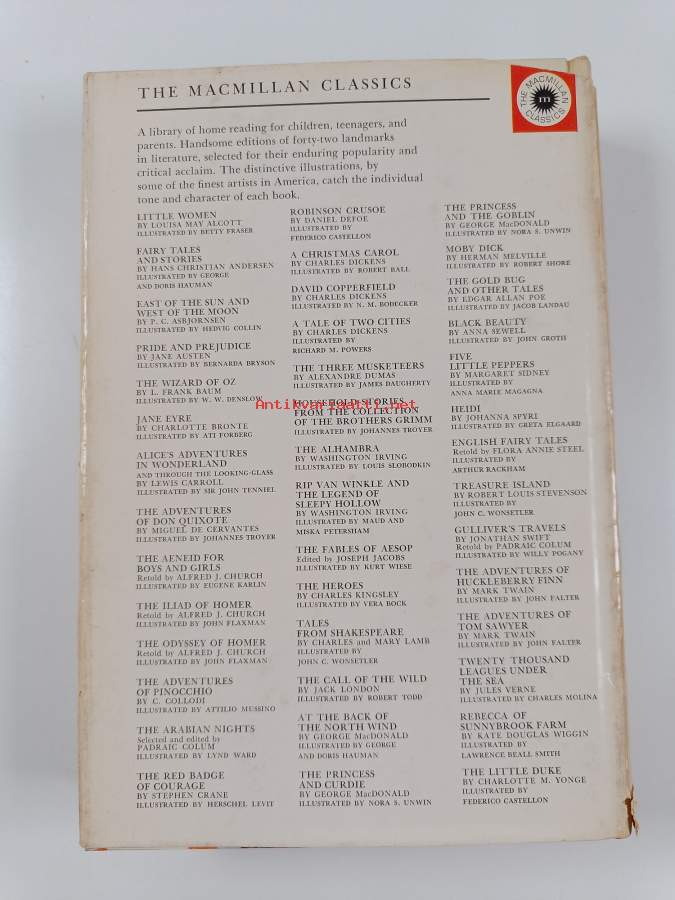 THE MACMILLAN CLASSICS
THE MACMILLAN CLASSICS
m
A library of home reading for children, teenagers, and
parents. Handsome editions of forty-two landmarks
in literature, selected for their enduring popularity and
critical acclaim. The distinctive illustrations, by
some of the finest artists in America, catch the individual
tone and character of each book.
LITTLE WOMEN
BY LOUISA MAY ALCOTT
ILLUSTRATED BY BETTY FRASER
FAIRY TALES
AND STORIES
BY HANS CHRISTIAN ANDERSEN
ILLUSTRATED BY GEORGE
AND DORIS HAUMAN
EAST OF THE SUN AND
WEST OF THE MOON
BY P. C. ASBJORNSEN
ILLUSTRATED BY HEDVIG COLLIN
PRIDE AND PREJUDICE
BY JANE AUSTEN
ILLUSTRATED BY BERNARDA BRYSON
THE WIZARD OF OZ
BY L. FRANK BAUM
ILLUSTRATED BY W. W. DENSLOW
JANE EYRE
BY CHARLOTTE BRONTE
ILLUSTRATED BY ATI FORBERG
ALICE'S ADVENTURES
IN WONDERLAND
AND THROUGH THE LOOKING-GLASS
BY LEWIS CARROLL
ILLUSTRATED BY SIR JOHN TENNIEL
THE ADVENTURES
OF DON QUIXOTE
BY MIGUEL DE CERVANTES
ILLUSTRATED BY JOHANNES TROYER
THE AENEID FOR
BOYS AND GIRLS
Retold by ALFRED J. CHURCH
ILLUSTRATED BY EUGENE KARLIN
THE ILIAD OF HOMER
Retold by ALFRED J. CHURCH
ILLUSTRATED BY JOHN FLAXMAN
THE ODYSSEY OF HOMER
Retold by ALFRED J. CHURCH
ILLUSTRATED BY JOHN FLAXMAN
THE ADVENTURES
OF PINOCCHIO
BY C. COLLODI
ILLUSTRATED BY ATTILIO MUSSINO
THE ARABIAN NIGHTS
Selected and edited by
PADRAIC COLUM
ILLUSTRATED BY LYND WARD
THE RED BADGE
OF COURAGE
BY STEPHEN CRANE
ILLUSTRATED BY HERSCHEL LEVIT
ROBINSON CRUSOE
BY DANIEL DEFOE
ILLUSTRATED BY
FEDERICO CASTELLON
A CHRISTMAS CAROL
BY CHARLES DICKENS
ILLUSTRATED BY ROBERT BALL
DAVID COPPERFIELD
BY CHARLES DICKENS
ILLUSTRATED BY N. M. BODECKER
A TALE OF TWO CITIES
BY CHARLES DICKENS
ILLUSTRATED BY
RICHARD M. POWERS
THE THREE MUSKETEERS
BY ALEXANDRE DUMAS
ILLUSTRATED BY JAMES DAUGHERTY
HOUSEHOLD STORIES
FROM THE COLLECTION
OF THE BROTHERS GRIMM
ILLUSTRATED BY JOHANNES TROYER
THE ALHAMBRA
BY WASHINGTON IRVING
ILLUSTRATED BY LOUIS SLOBODKIN
RIP VAN WINKLE AND
THE LEGEND OF
SLEEPY HOLLOW
BY WASHINGTON IRVING
ILLUSTRATED BY MAUD AND
MISKA PETERSHAM
THE FABLES OF AESOP
Edited by JOSEPH JACOBS
ILLUSTRATED BY KURT WIESE
THE HEROES
BY CHARLES KINGSLEY
ILLUSTRATED BY VERA BOCK
TALES
FROM SHAKESPEARE
BY CHARLES and MARY LAMB
ILLUSTRATED BY
JOHN C. WONSETLER
THE CALL OF THE WILD
BY JACK LONDON
ILLUSTRATED BY ROBERT TODD
AT THE BACK OF
THE NORTH WIND
BY GEORGE MacDONALD
ILLUSTRATED BY GEORGE
AND DORIS HAUMAN
THE PRINCESS
AND CURDIE
BY GEORGE MacDONALD
ILLUSTRATED BY NORA S. UNWIN
THE PRINCESS
AND THE GOBLIN
BY GEORGE MacDONALD
ILLUSTRATED BY NORA S. UNWIN
MOBY DICK
BY HERMAN MELVILLE
ILLUSTRATED BY ROBERT SHORE
THE GOLD BUG
AND OTHER TALES
BY EDGAR ALLAN POE
ILLUSTRATED BY JACOB LANDAU
BLACK BEAUTY
BY ANNA SEWELL
ILLUSTRATED BY JOHN GROTH
FIVE
LITTLE PEPPERS
BY MARGARET SIDNEY
ILLUSTRATED BY
ANNA MARIE MAGAGNA
HEIDI
BY JOHANNA SPYRI
ILLUSTRATED BY GRETA ELGAARD
ENGLISH FAIRY TALES
Retold by FLORA ANNIE STEEL
ILLUSTRATED BY
ARTHUR RACKHAM
TREASURE ISLAND
BY ROBERT LOUIS STEVENSON
ILLUSTRATED BY
JOHN C. WONSETLER
GULLIVER'S TRAVELS
BY JONATHAN SWIFT
Retold by PADRAIC COLUM
ILLUSTRATED BY WILLY POGANY
THE ADVENTURES OF
HUCKLEBERRY FINN
BY MARK TWAIN
ILLUSTRATED BY JOHN FALTER
THE ADVENTURES OF
TOM SAWYER
BY MARK TWAIN
ILLUSTRATED BY JOHN FALTER
TWENTY THOUSAND
LEAGUES UNDER
THE SEA
BY JULES VERNE
ILLUSTRATED BY CHARLES MOLINA
REBECCA OF
SUNNYBROOK FARM
BY KATE DOUGLAS WIGGIN
ILLUSTRATED BY
LAWRENCE BEALL SMITH
THE LITTLE DUKE
BY CHARLOTTE M. YONGE
ILLUSTRATED BY
FEDERICO CASTELLON
Antikvariaatti.net